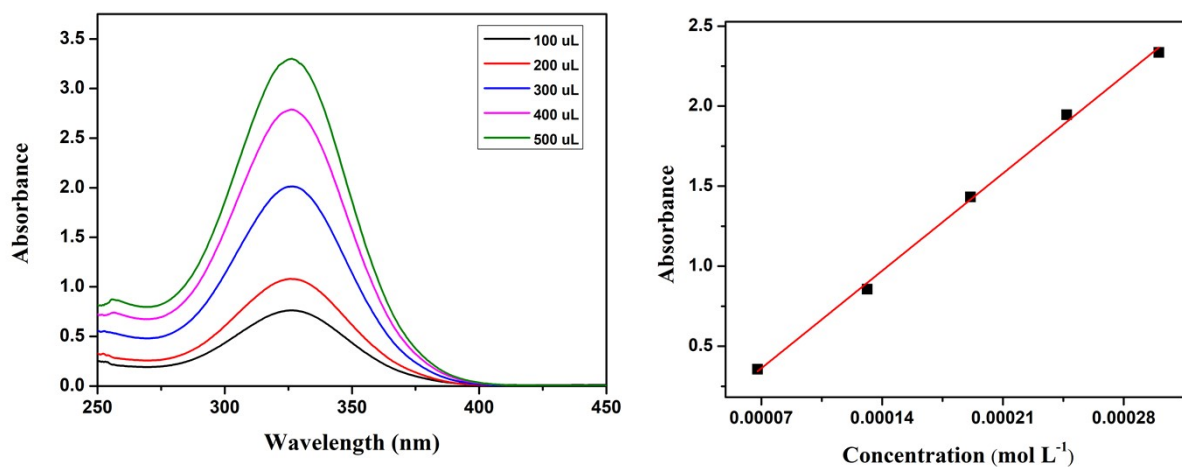 3.5
3.0
2.5
2.0
1.5
1.0
0.5
0.0
Absorbance
100 uL
200 uL
300 uL
400 uL
500 uL
250
300
350
400
450
Wavelength (nm)
2.5
2.0
1.5
1.0
0.5
Absorbance
0.00007
0.00014
0.00021
0.00028
Concentration (mol L⁻¹)